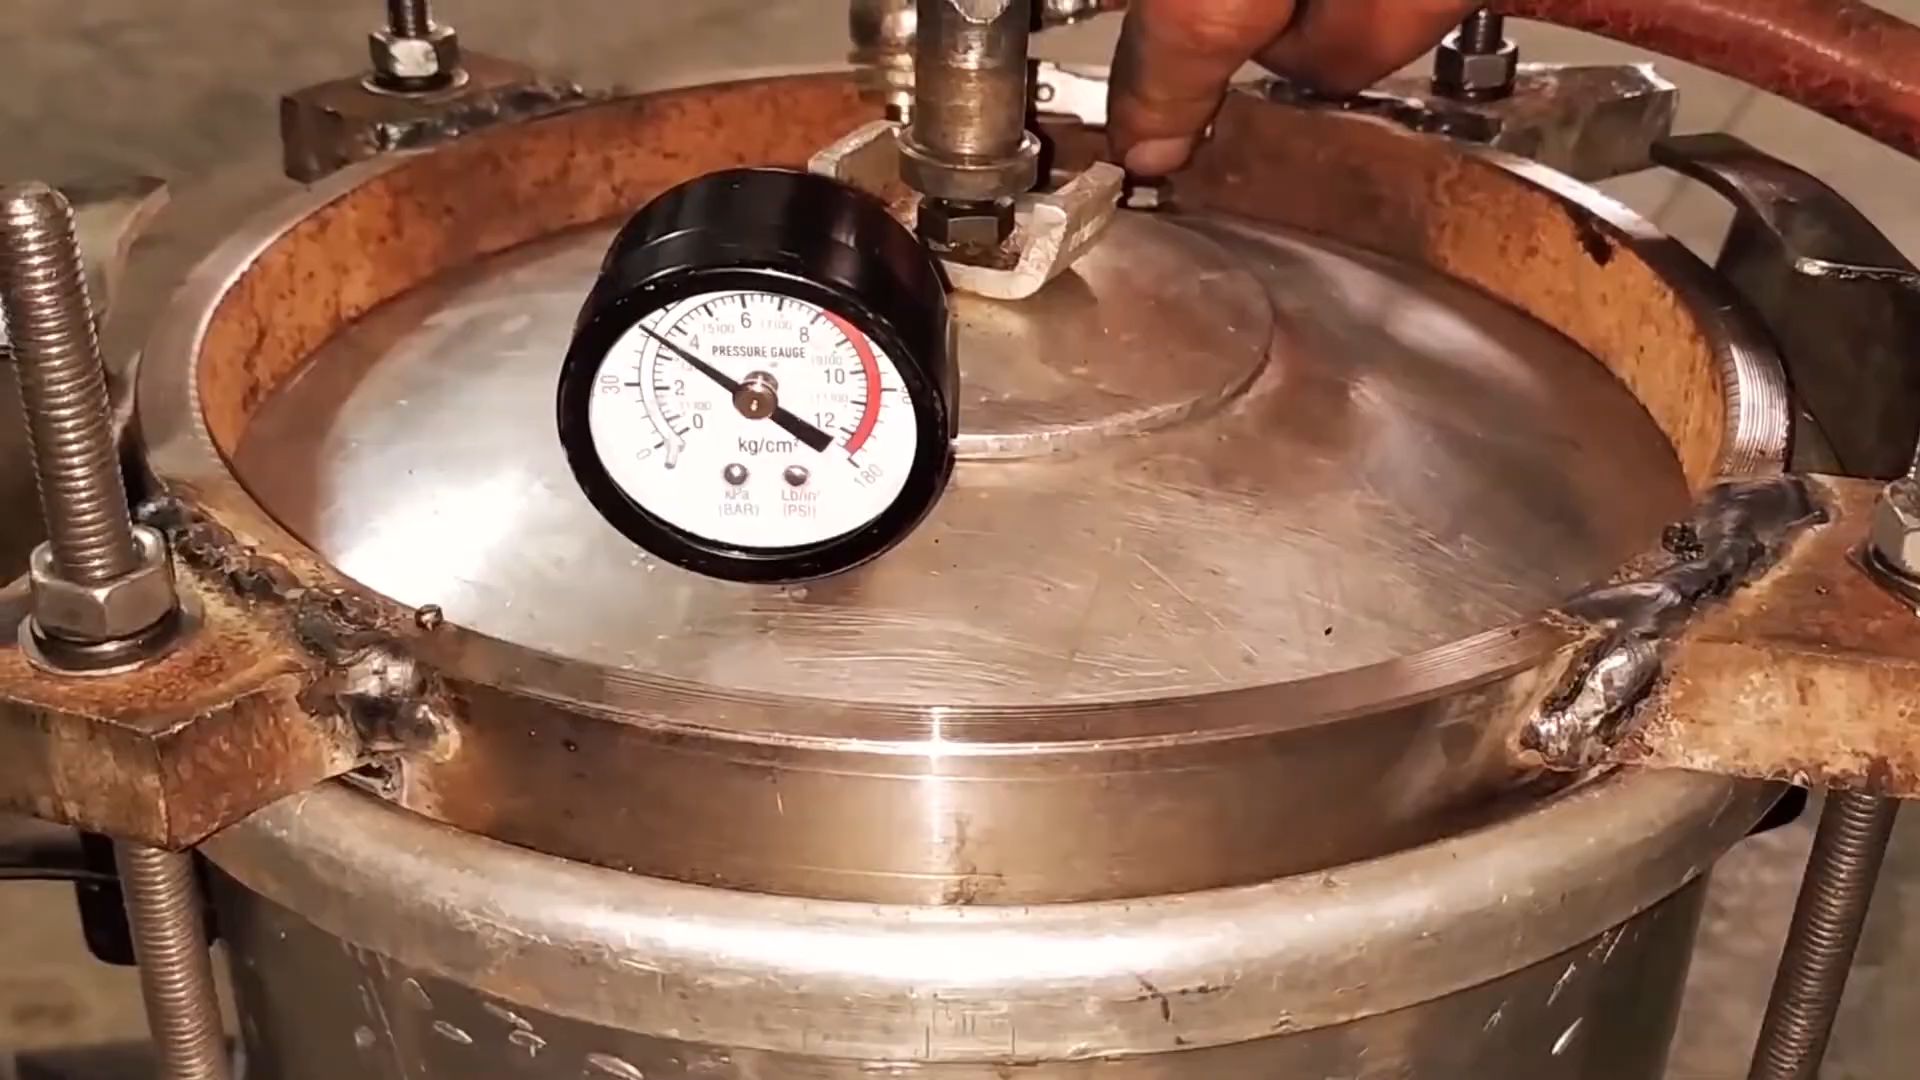 6
8
4
PRESSURE GAUGE
10
30
2
12
0
kg/cm²
0
180
kPa
(BAR)
Lb/in²
(PSI)